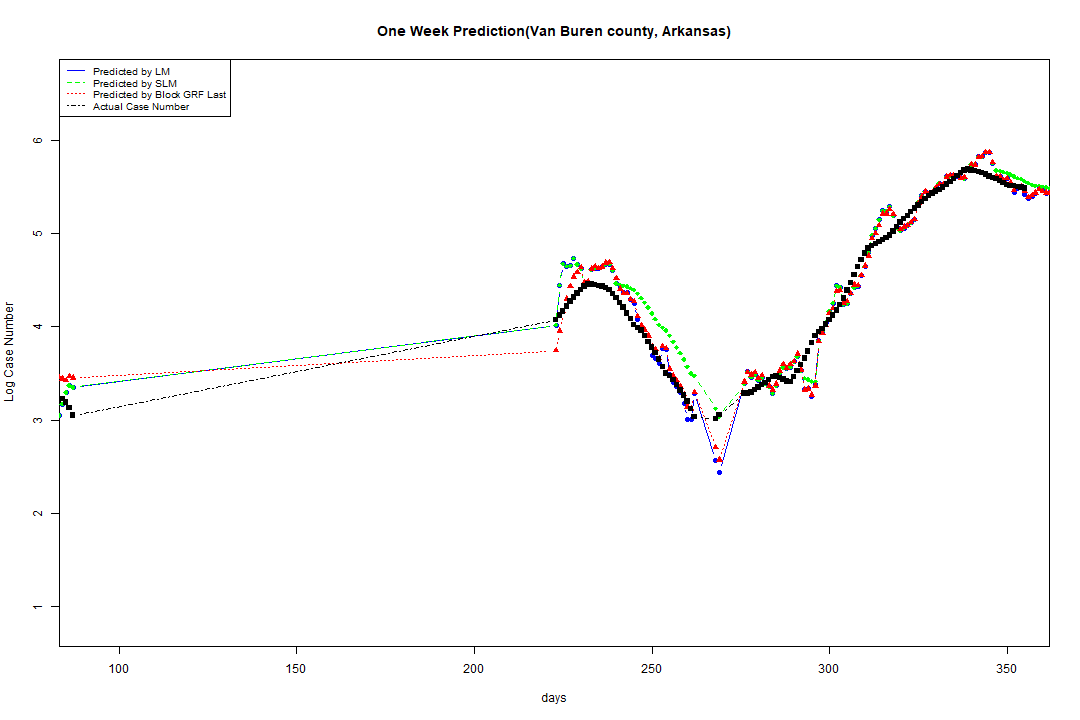 One Week Prediction(Van Buren county, Arkansas)
Predicted by LM
Predicted by SLM
Predicted by Block GRF Last
Actual Case Number
6
5
4
3
2
1
Log Case Number
100 150 200 250 300 350
days